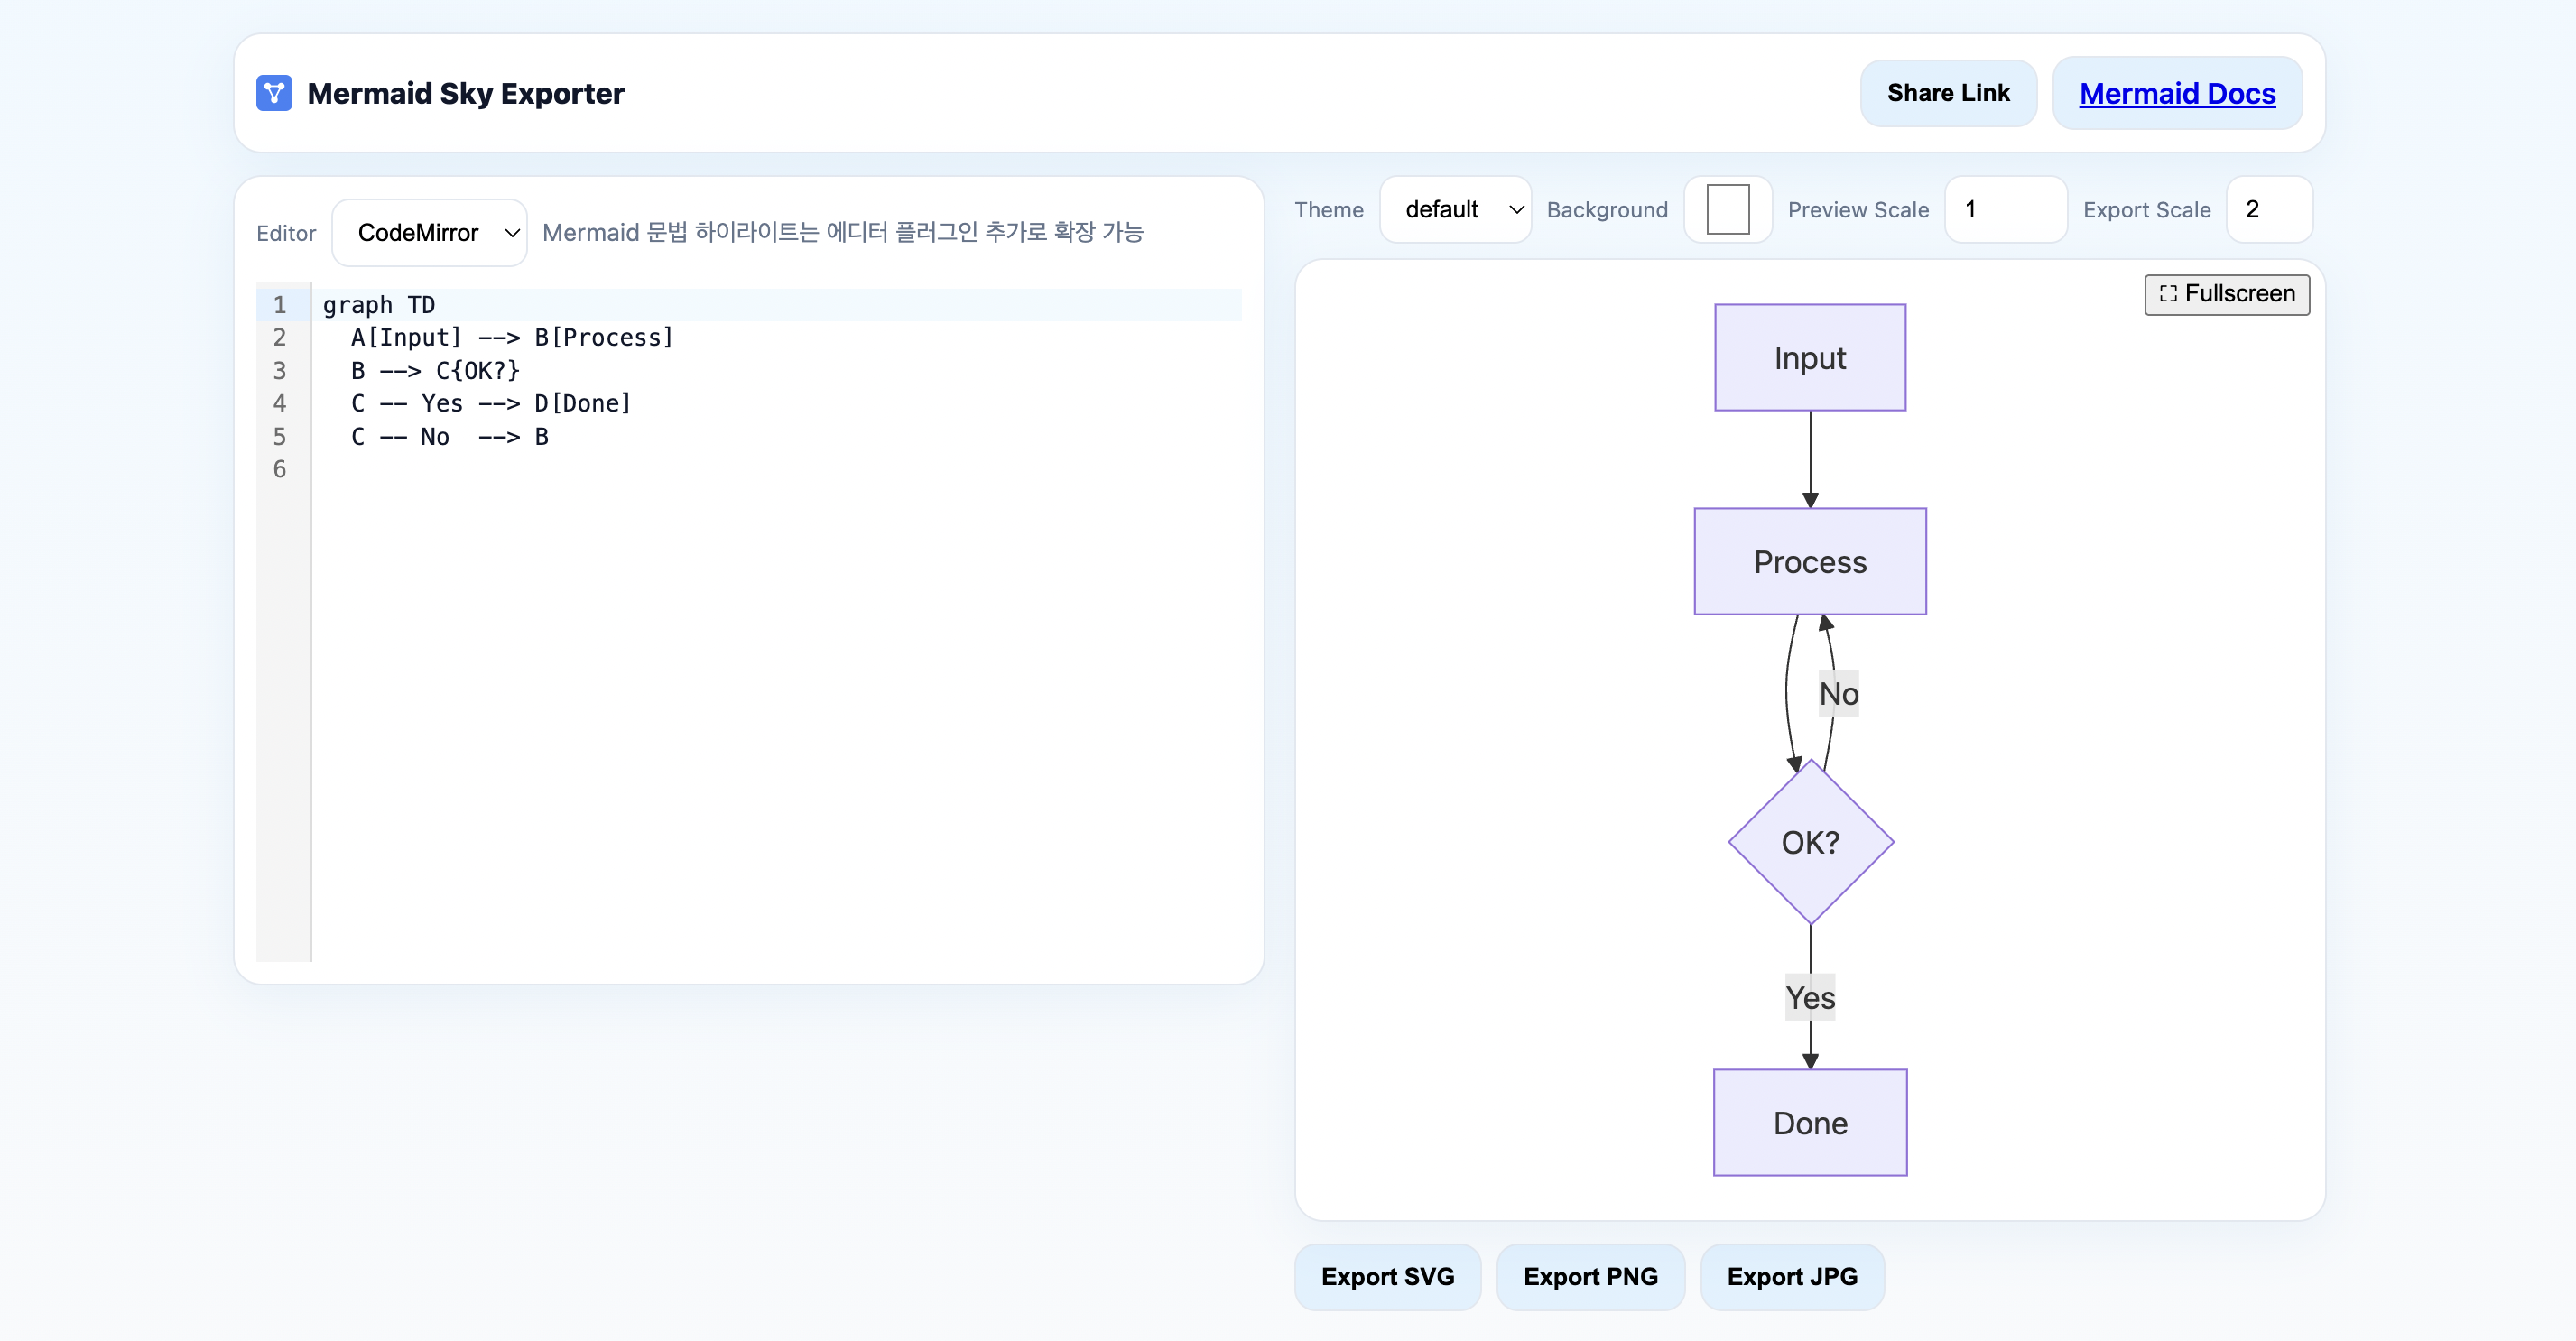 Mermaid Sky Exporter
Share Link
Mermaid Docs
Editor CodeMirror Mermaid 문법 하이라이트는 에디터 플러그인 추가로 확장 가능
1 graph TD
2   A[Input] --> B[Process]
3   B --> C{OK?}
4   C -- Yes --> D[Done]
5   C -- No  --> B
6
Theme default Background Preview Scale 1 Export Scale 2
Fullscreen
Input
Process
No
OK?
Yes
Done
Export SVG
Export PNG
Export JPG